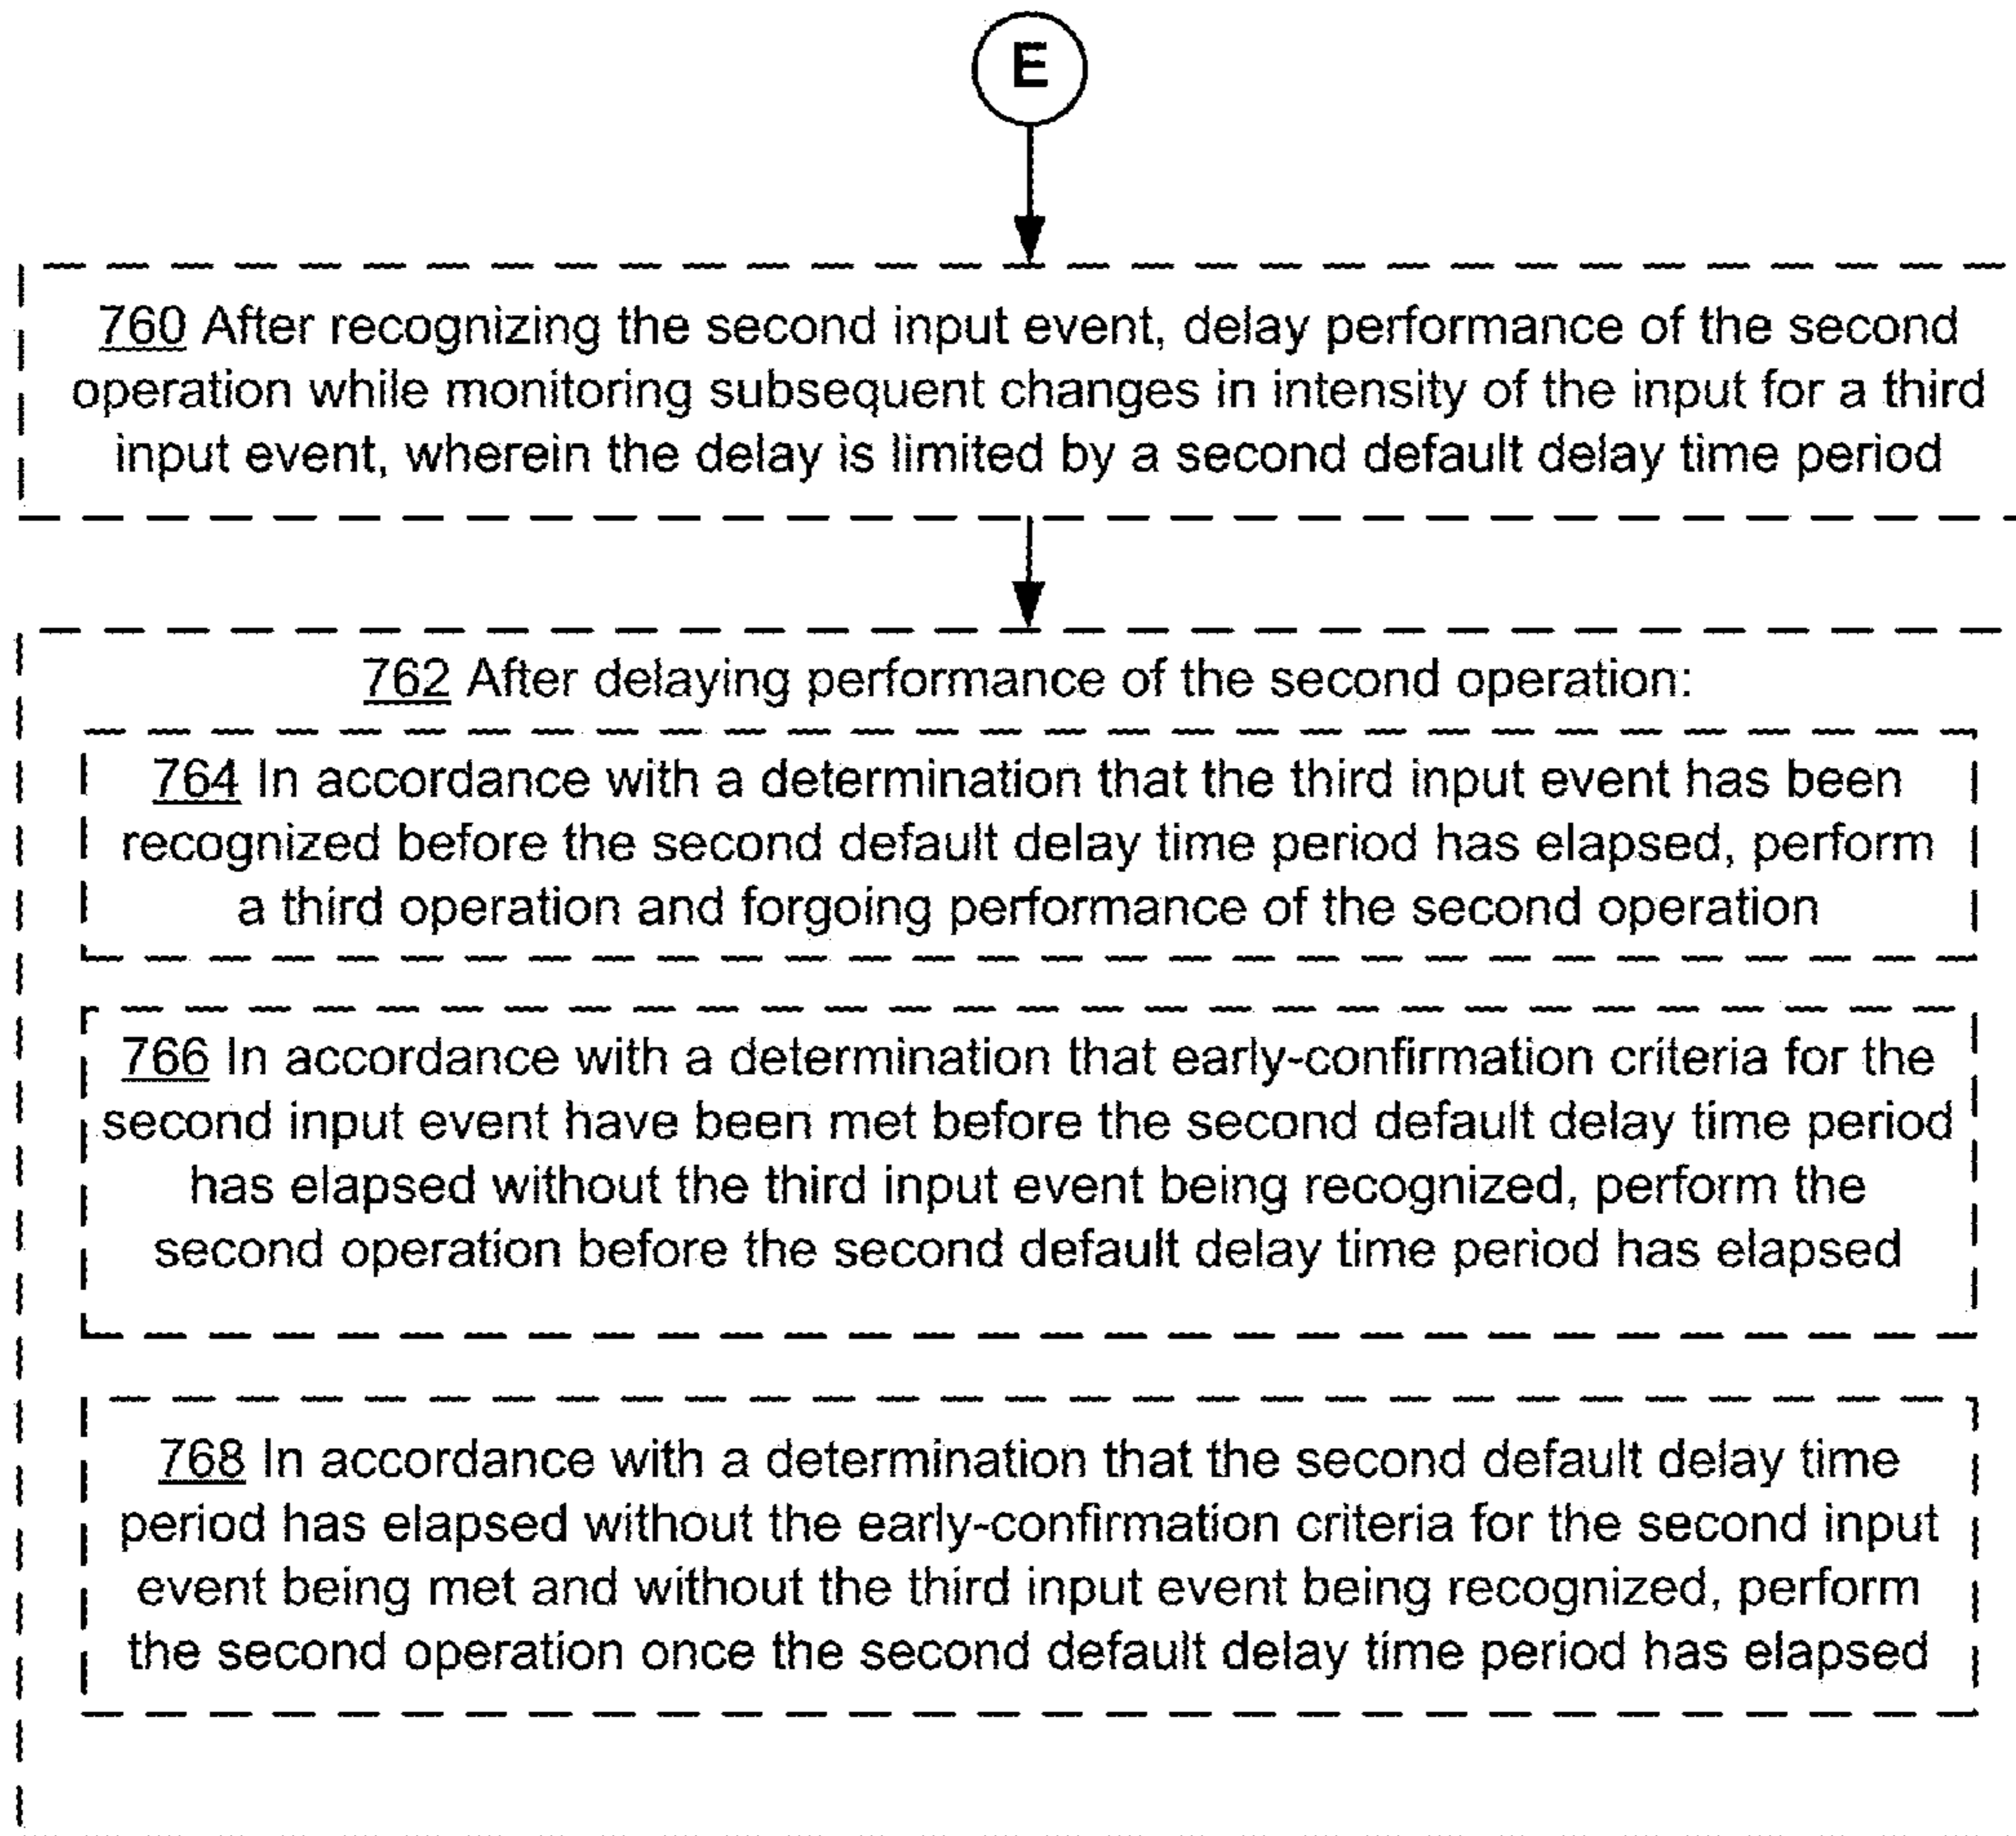 E
760 After recognizing the second input event, delay performance of the second
operation while monitoring subsequent changes in intensity of the input for a third
input event, wherein the delay is limited by a second default delay time period
762 After delaying performance of the second operation:
764 In accordance with a determination that the third input event has been
recognized before the second default delay time period has elapsed, perform
a third operation and forgoing performance of the second operation
766 In accordance with a determination that early-confirmation criteria for the
second input event have been met before the second default delay time period
has elapsed without the third input event being recognized, perform the
second operation before the second default delay time period has elapsed
768 In accordance with a determination that the second default delay time
period has elapsed without the early-confirmation criteria for the second input
event being met and without the third input event being recognized, perform
the second operation once the second default delay time period has elapsed